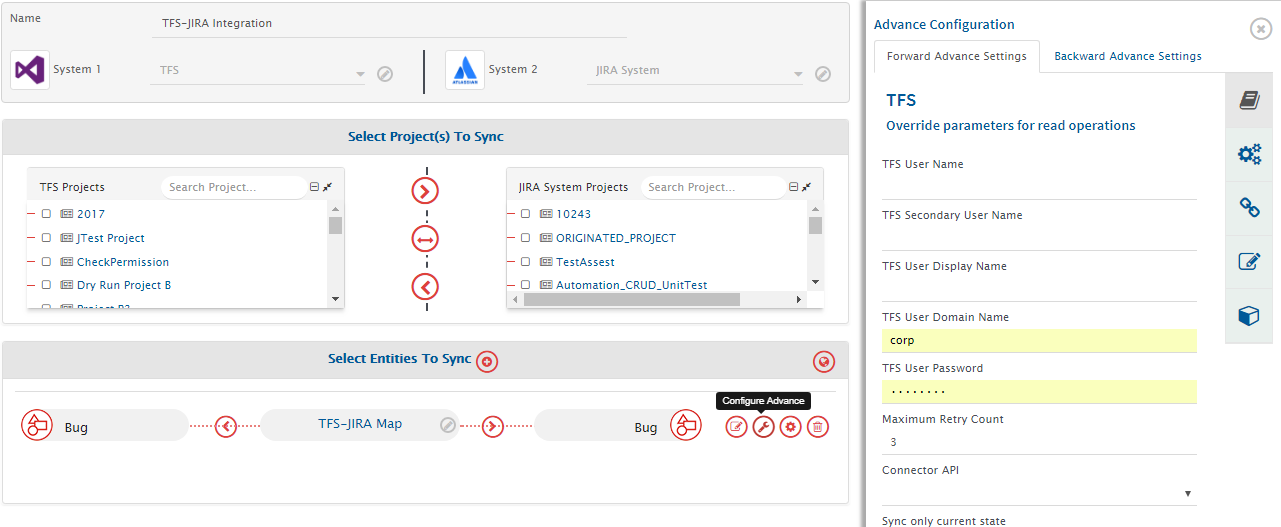 Name
TFS-JIRA Integration
System 1
TFS
ATLASSIAN
System 2
JIRA System
Select Project(s) To Sync
TFS Projects
Search Project...
2017
JTest Project
CheckPermission
Dry Run Project B
JIRA System Projects
Search Project...
10243
ORIGINATED_PROJECT
TestAssest
Automation_CRUD_UnitTest
Select Entities To Sync
Configure Advance
Bug
TFS-JIRA Map
Bug
Advance Configuration
Forward Advance Settings
Backward Advance Settings
TFS
Override parameters for read operations
TFS User Name
TFS Secondary User Name
TFS User Display Name
TFS User Domain Name
corp
TFS User Password
········
Maximum Retry Count
3
Connector API
Sync only current state